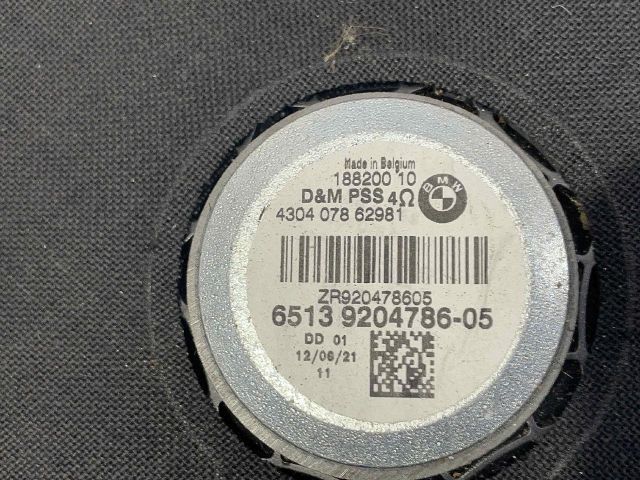 Made in Belgium
188200 10
D&M PSS 4Ω
BMW
/ 4304 078 62981
ZR920478605
6513 9204786-05
DD 01
12/06/21
11